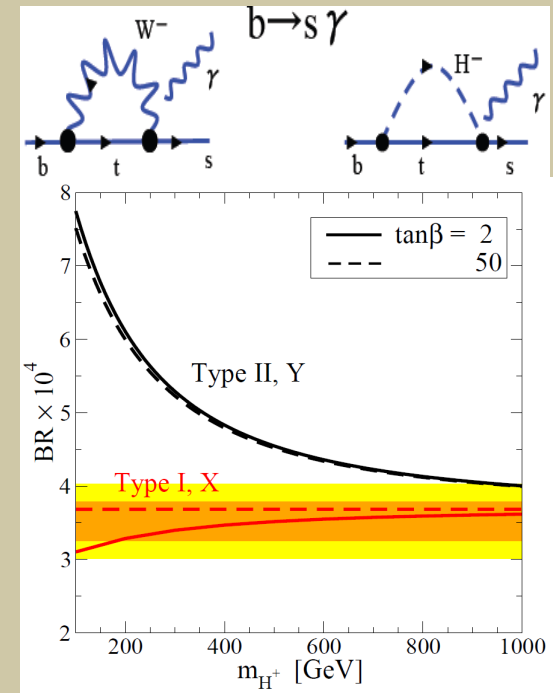 b→sγ
W⁻
γ
b t s
H⁻
γ
b t s
tanβ = 2
50
Type II, Y
Type I, X
BR × 10⁴
8
7
6
5
4
3
2
200 400 600 800 1000
m_H⁺ [GeV]